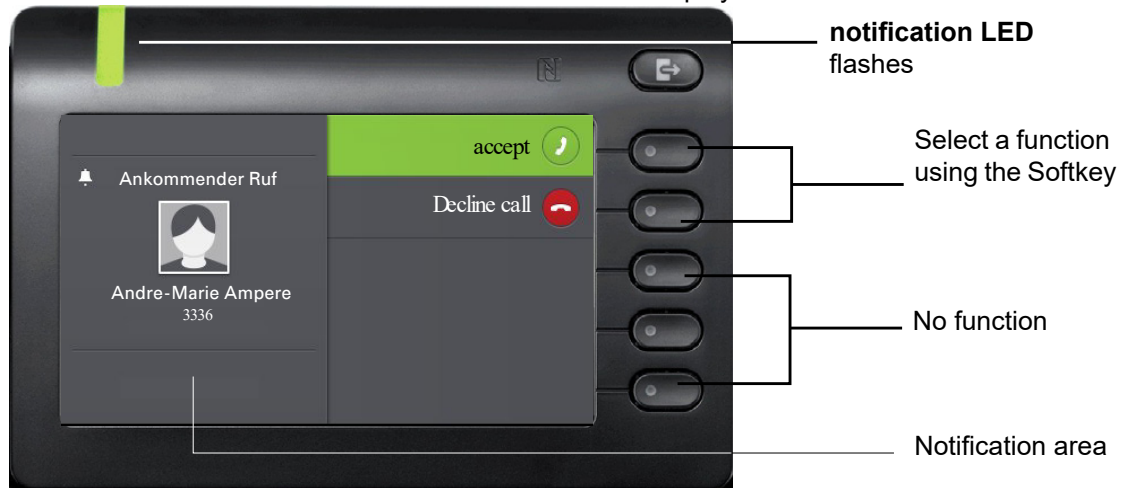 notification LED
flashes
accept
Select a function
using the Softkey
Ankommender Ruf
Decline call
Andre-Marie Ampere
3336
No function
Notification area